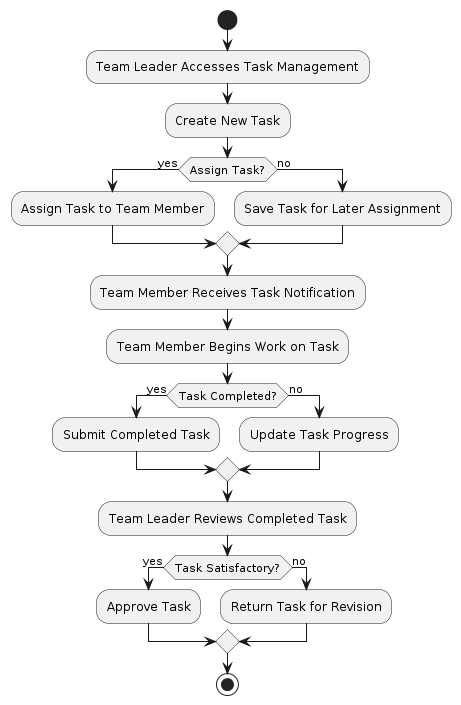 Team Leader Accesses Task Management
Create New Task
yes
Assign Task?
no
Assign Task to Team Member
Save Task for Later Assignment
Team Member Receives Task Notification
Team Member Begins Work on Task
yes
Task Completed?
no
Submit Completed Task
Update Task Progress
Team Leader Reviews Completed Task
yes
Task Satisfactory?
no
Approve Task
Return Task for Revision